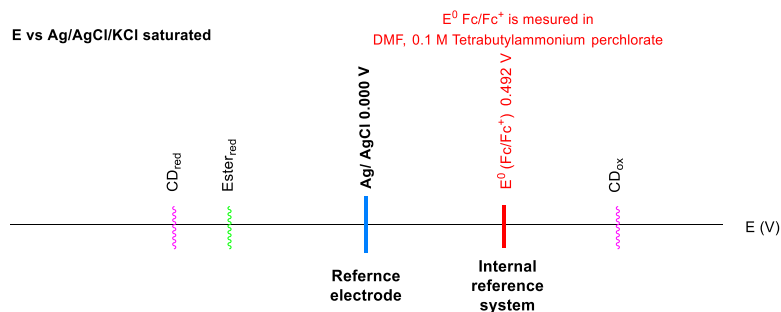 E⁰ Fc/Fc⁺ is mesured in
DMF, 0.1 M Tetrabutylammonium perchlorate
E vs Ag/AgCl/KCl saturated
CDred
Esterred
Ag/ AgCl 0.000 V
E⁰ (Fc/Fc⁺) 0.492 V
CDox
E (V)
Refernce
electrode
Internal
reference
system